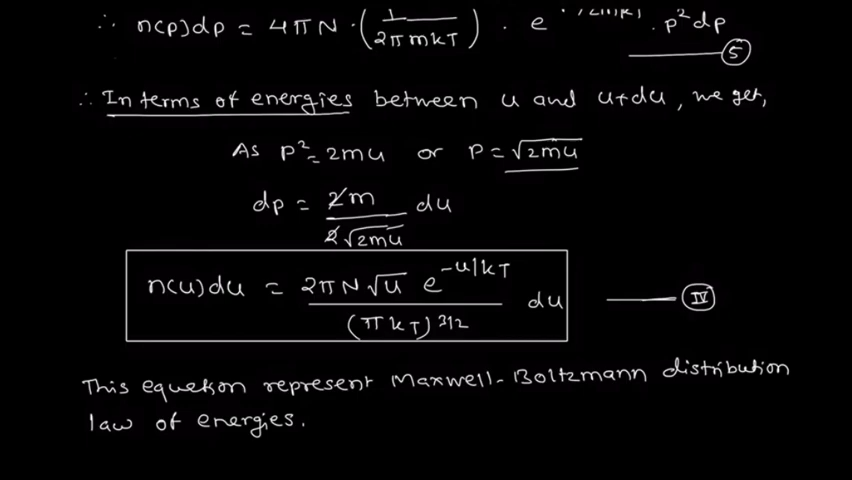 ∴ n(p)dp = 4πN · (1/2πmkT) · e · p²dp
⑤
∴ In terms of energies between u and u+du, we get,
As p² = 2mu or P = √2mu
dp = 2m / 2√2mu du
n(u)du = 2πN√u e^-u/kT / (πkT)^3/2 du — Ⅳ
This equetion represent Maxwell-Boltzmann distribution
law of energies.